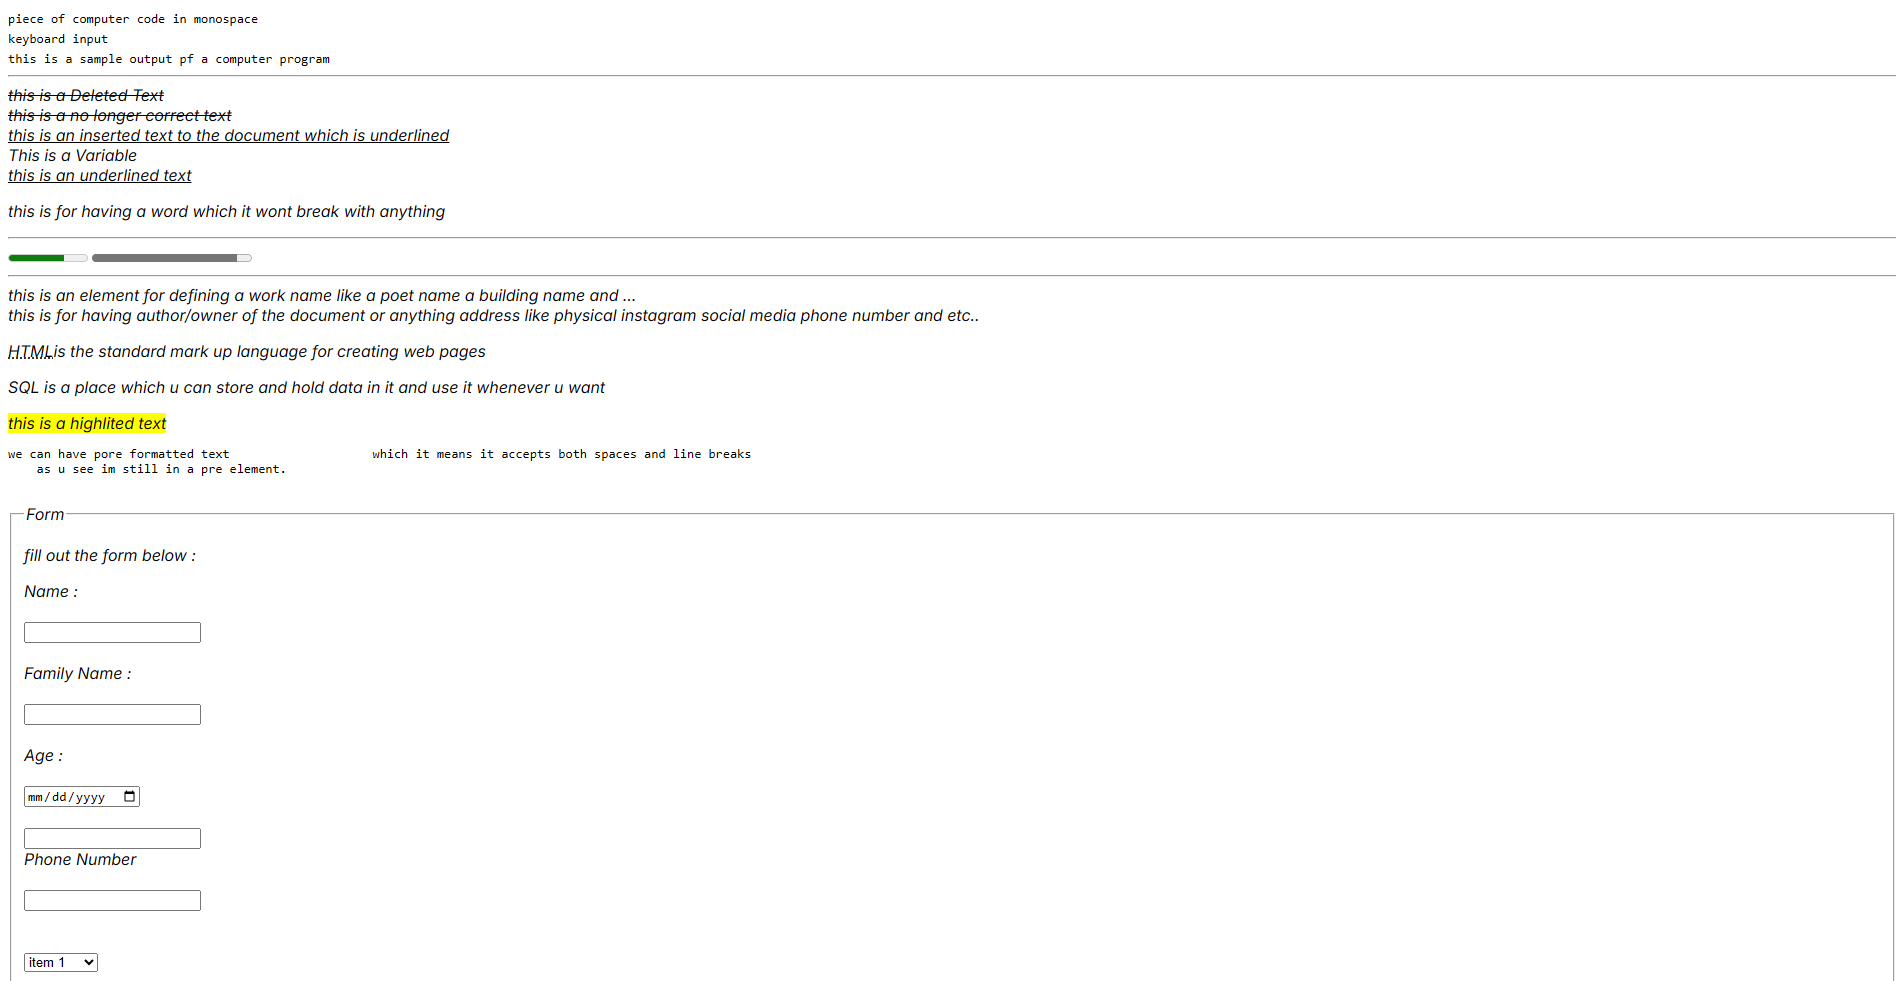 piece of computer code in monospace
keyboard input
this is a sample output pf a computer program
this is a Deleted Text
this is a no longer correct text
this is an inserted text to the document which is underlined
This is a Variable
this is an underlined text
this is for having a word which it wont break with anything
this is an element for defining a work name like a poet name a building name and ...
this is for having author/owner of the document or anything address like physical instagram social media phone number and etc..
HTMLis the standard mark up language for creating web pages
SQL is a place which u can store and hold data in it and use it whenever u want
this is a highlited text
we can have pore formatted text                    which it means it accepts both spaces and line breaks
    as u see im still in a pre element.
Form
fill out the form below :
Name :
Family Name :
Age :
mm/dd/yyyy
Phone Number
item 1